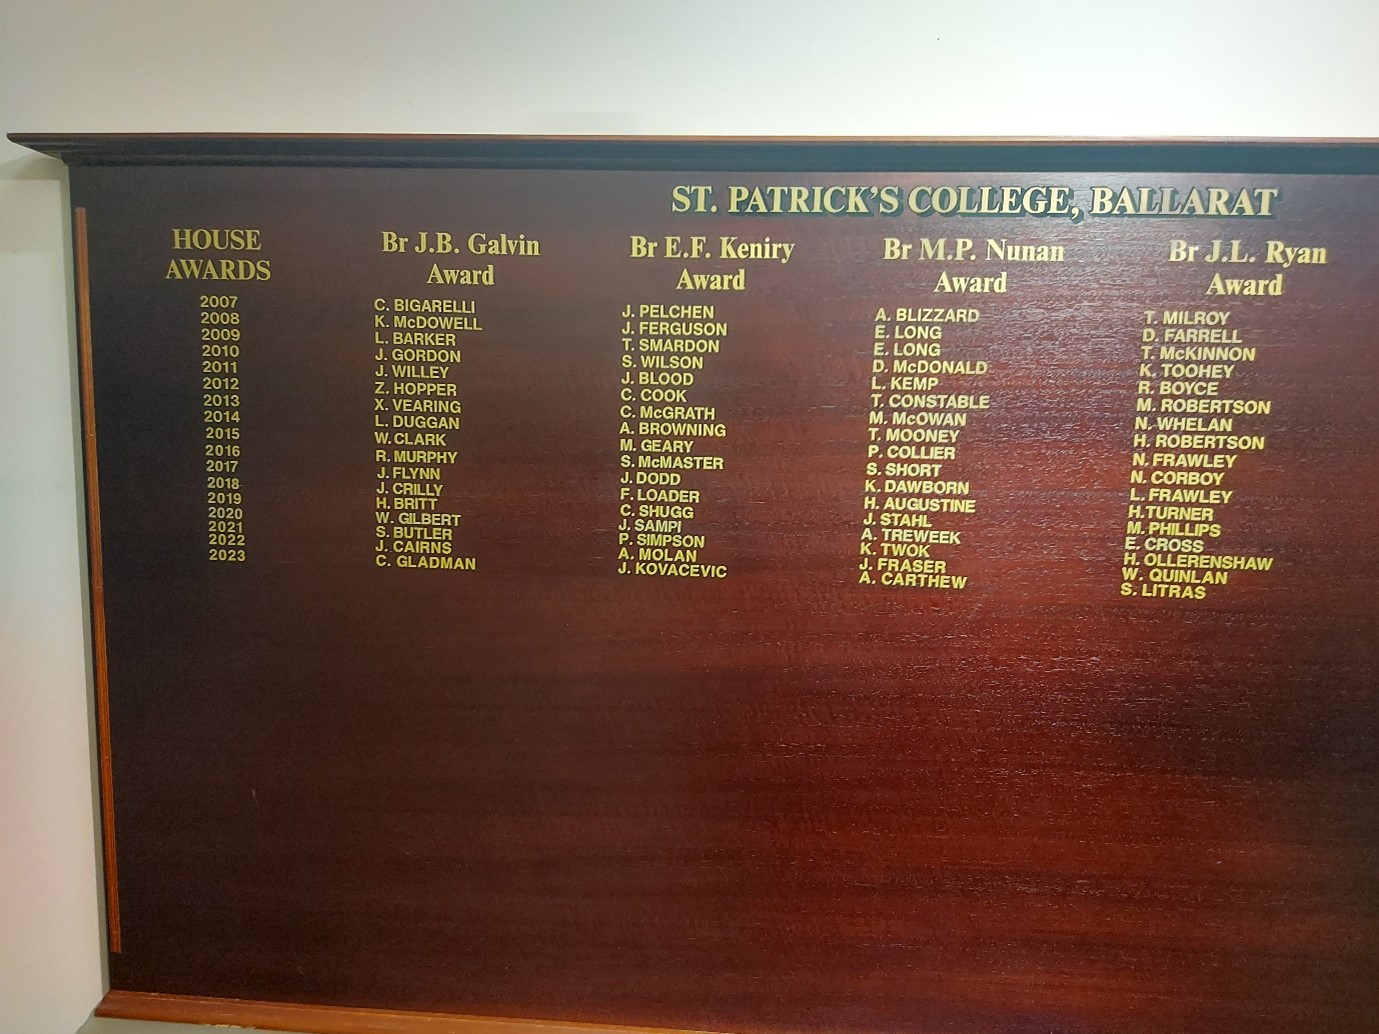 ST. PATRICK'S COLLEGE, BALLARAT
HOUSE AWARDS Br J.B. Galvin Award Br E.F. Keniry Award Br M.P. Nunan Award Br J.L. Ryan Award
2007 C. BIGARELLI J. PELCHEN A. BLIZZARD T. MILROY
2008 K. McDOWELL J. FERGUSON E. LONG D. FARRELL
2009 L. BARKER T. SMARDON E. LONG T. McKINNON
2010 J. GORDON S. WILSON D. McDONALD K. TOOHEY
2011 J. WILLEY J. BLOOD L. KEMP R. BOYCE
2012 Z. HOPPER C. COOK T. CONSTABLE M. ROBERTSON
2013 X. VEARING C. McGRATH M. McOWAN N. WHELAN
2014 L. DUGGAN A. BROWNING T. MOONEY H. ROBERTSON
2015 W. CLARK M. GEARY P. COLLIER N. FRAWLEY
2016 R. MURPHY S. McMASTER S. SHORT N. CORBOY
2017 J. FLYNN J. DODD K. DAWBORN L. FRAWLEY
2018 J. CRILLY F. LOADER H. AUGUSTINE H. TURNER
2019 H. BRITT C. SHUGG J. STAHL M. PHILLIPS
2020 W. GILBERT J. SAMPI A. TREWEEK E. CROSS
2021 S. BUTLER P. SIMPSON K. TWOK H. OLLERENSHAW
2022 J. CAIRNS A. MOLAN J. FRASER W. QUINLAN
2023 C. GLADMAN J. KOVACEVIC A. CARTHEW S. LITRAS